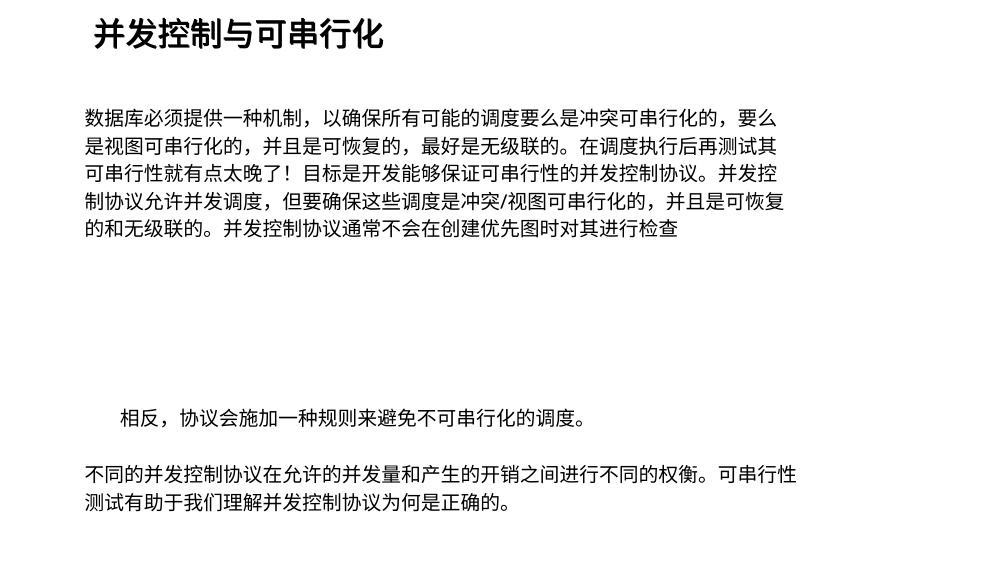 并发控制与可串行化
数据库必须提供一种机制，以确保所有可能的调度要么是冲突可串行化的，要么
是视图可串行化的，并且是可恢复的，最好是无级联的。在调度执行后再测试其
可串行性就有点太晚了！目标是开发能够保证可串行性的并发控制协议。并发控
制协议允许并发调度，但要确保这些调度是冲突/视图可串行化的，并且是可恢复
的和无级联的。并发控制协议通常不会在创建优先图时对其进行检查
相反，协议会施加一种规则来避免不可串行化的调度。
不同的并发控制协议在允许的并发量和产生的开销之间进行不同的权衡。可串行性
测试有助于我们理解并发控制协议为何是正确的。